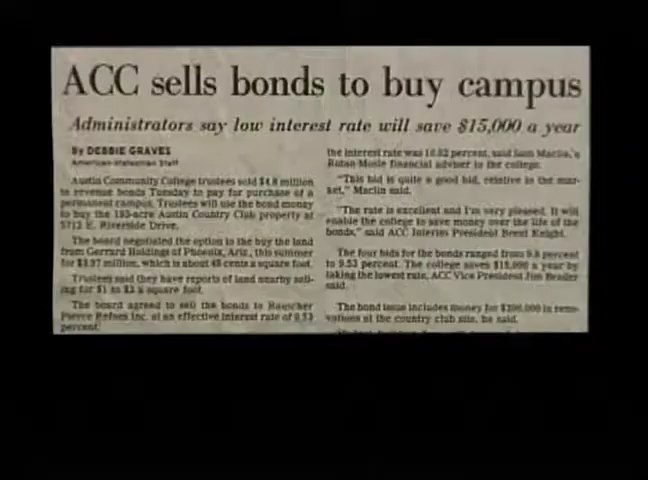 ACC sells bonds to buy campus
Administrators say low interest rate will save $15,000 a year
By DEBBIE GRAVES
American-Statesman Staff
Austin Community College trustees sold $4.8 million
in revenue bonds Tuesday to pay for purchase of a
permanent campus. Trustees will use the bond money
to buy the 193-acre Austin Country Club property at
5712 E. Riverside Drive.
The board negotiated the option to the buy the land
from Gerrard Holdings of Phoenix, Ariz., this summer
for $3.97 million, which is about 48 cents a square foot.
Trustees said they have reports of land nearby sell-
ing for $1 to $3 a square foot.
The board agreed to sell the bonds to Rauscher
Pierce Refnes Inc. at an effective interest rate of 9.53
percent.
the interest rate was 10.82 percent, said Sam Maclin, a
Rotan Mosle financial adviser to the college.
"This bid is quite a good bid, relative to the mar-
ket," Maclin said.
"The rate is excellent and I'm very pleased. It will
enable the college to save money over the life of the
bonds," said ACC Interim President Brent Knight.
The four bids for the bonds ranged from 9.8 percent
to 9.53 percent. The college saves $15,000 a year by
taking the lowest rate, ACC Vice President Jim Brader
said.
The bond issue includes money for $200,000 in reno-
vations at the country club site, he said.